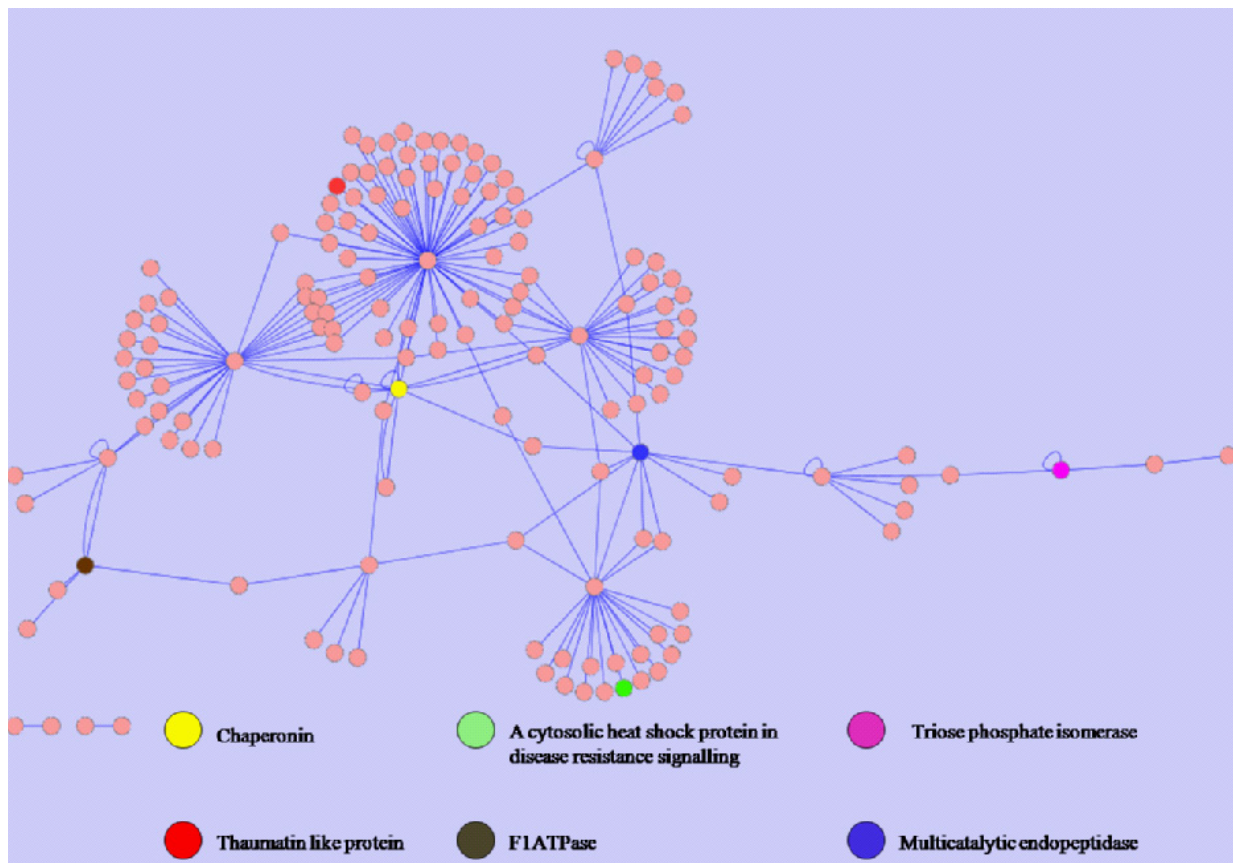 Chaperonin
A cytosolic heat shock protein in
disease resistance signalling
Triose phosphate isomerase
Thaumatin like protein
F1ATPase
Multicatalytic endopeptidase